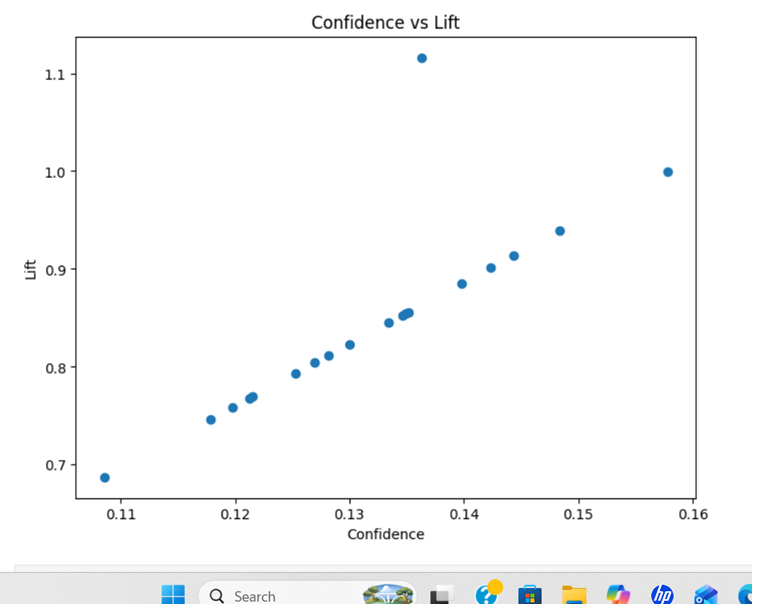 Confidence vs Lift
1.1
1.0
0.9
0.8
0.7
Lift
0.11 0.12 0.13 0.14 0.15 0.16
Confidence
Search
hp